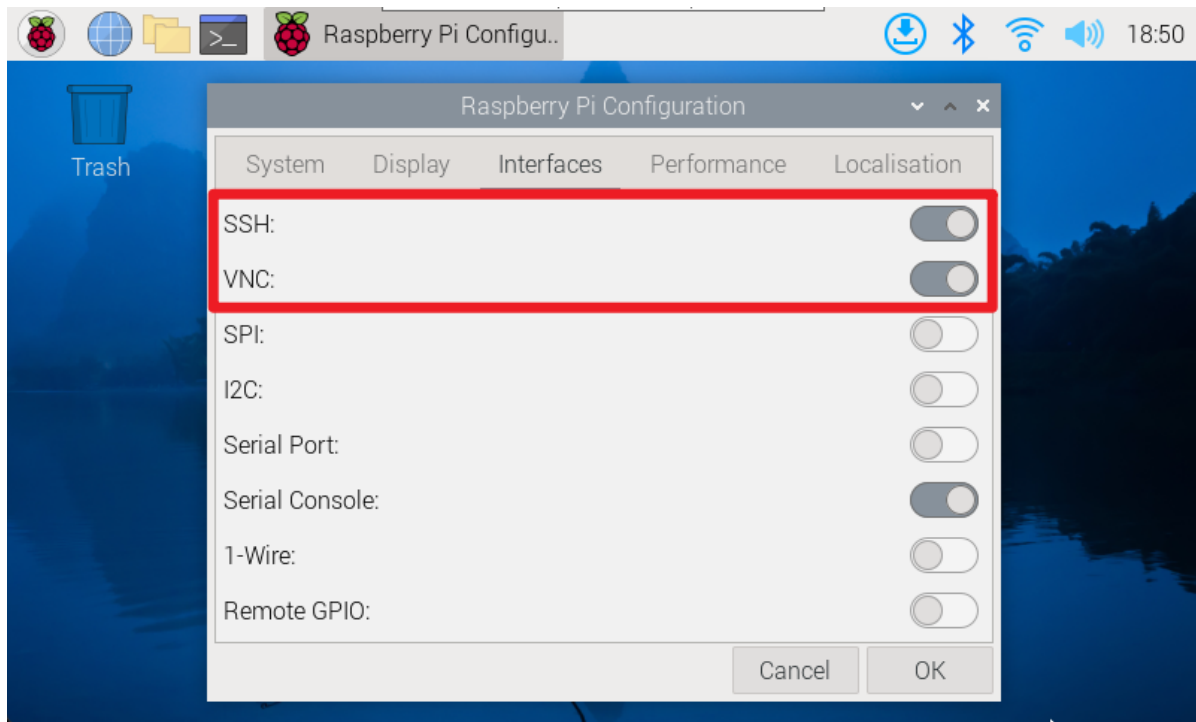 Raspberry Pi Configu..
18:50
Trash
Raspberry Pi Configuration
System Display Interfaces Performance Localisation
SSH:
VNC:
SPI:
I2C:
Serial Port:
Serial Console:
1-Wire:
Remote GPIO:
Cancel OK